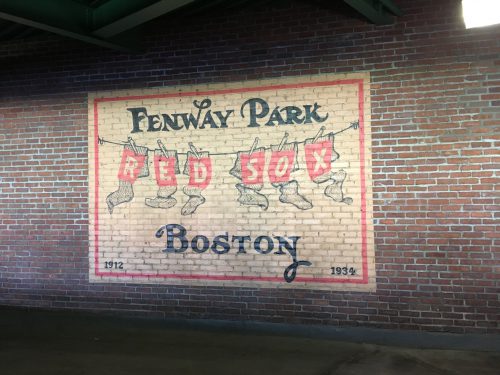 FENWAY PARK
RED SOX
BOSTON
1912 1934